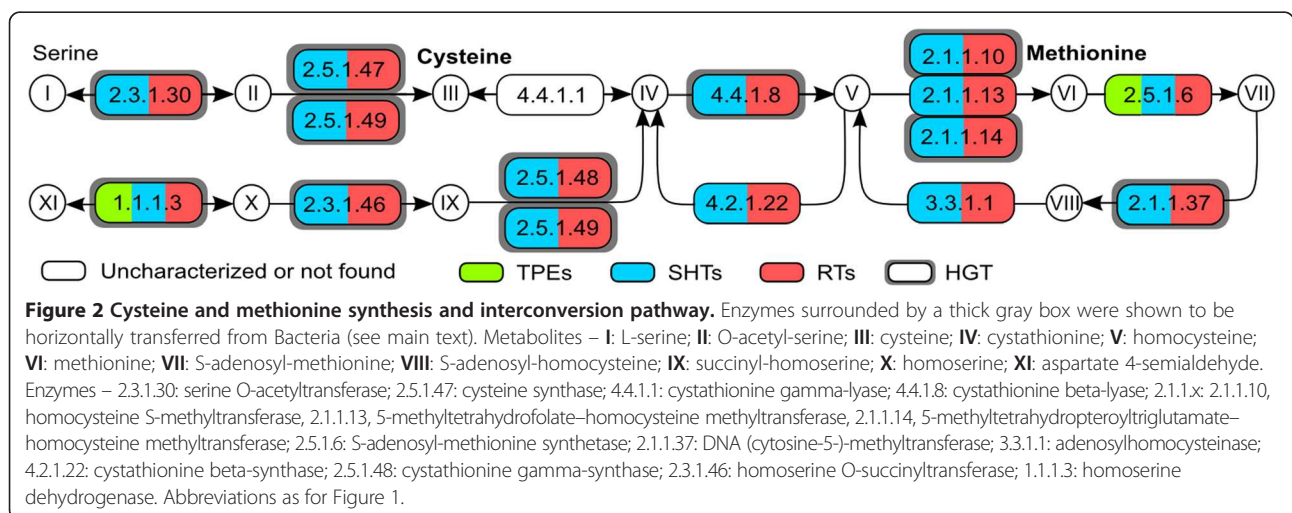 Serine
Cysteine
Methionine
I
2.3.1.30
II
2.5.1.47
2.5.1.49
III
4.4.1.1
IV
4.4.1.8
V
2.1.1.10
2.1.1.13
2.1.1.14
VI
2.5.1.6
VII
XI
1.1.1.3
X
2.3.1.46
IX
2.5.1.48
2.5.1.49
4.2.1.22
3.3.1.1
VIII
2.1.1.37
Uncharacterized or not found
TPEs
SHTs
RTs
HGT
Figure 2 Cysteine and methionine synthesis and interconversion pathway. Enzymes surrounded by a thick gray box were shown to be
horizontally transferred from Bacteria (see main text). Metabolites – I: L-serine; II: O-acetyl-serine; III: cysteine; IV: cystathionine; V: homocysteine;
VI: methionine; VII: S-adenosyl-methionine; VIII: S-adenosyl-homocysteine; IX: succinyl-homoserine; X: homoserine; XI: aspartate 4-semialdehyde.
Enzymes – 2.3.1.30: serine O-acetyltransferase; 2.5.1.47: cysteine synthase; 4.4.1.1: cystathionine gamma-lyase; 4.4.1.8: cystathionine beta-lyase; 2.1.1.x: 2.1.1.10,
homocysteine S-methyltransferase, 2.1.1.13, 5-methyltetrahydrofolate–homocysteine methyltransferase, 2.1.1.14, 5-methyltetrahydropteroyltriglutamate–
homocysteine methyltransferase; 2.5.1.6: S-adenosyl-methionine synthetase; 2.1.1.37: DNA (cytosine-5-)-methyltransferase; 3.3.1.1: adenosylhomocysteinase;
4.2.1.22: cystathionine beta-synthase; 2.5.1.48: cystathionine gamma-synthase; 2.3.1.46: homoserine O-succinyltransferase; 1.1.1.3: homoserine
dehydrogenase. Abbreviations as for Figure 1.